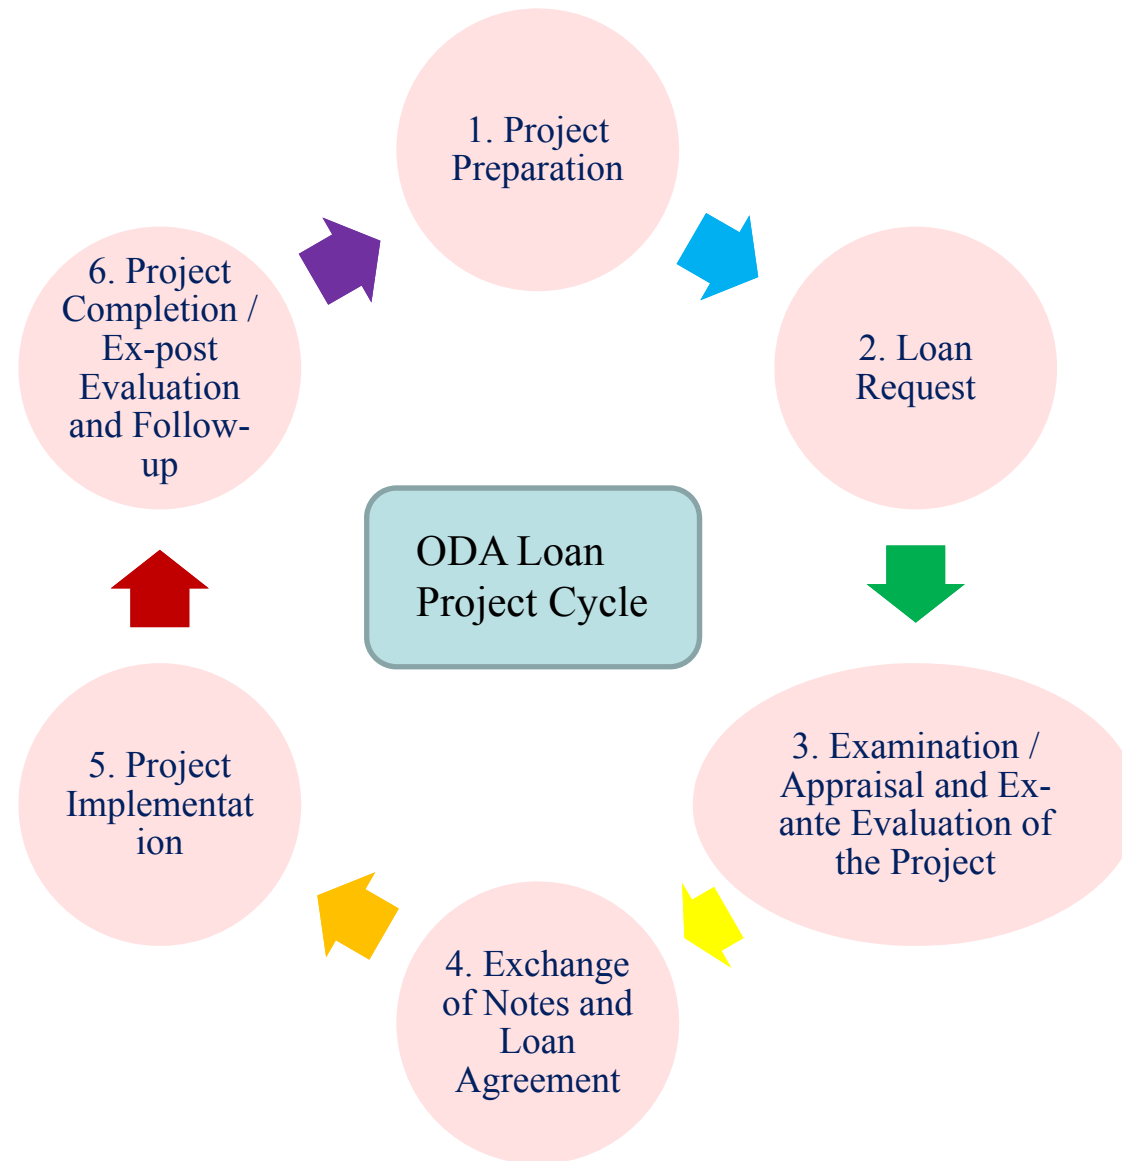 1. Project
Preparation
2. Loan
Request
3. Examination /
Appraisal and Ex-
ante Evaluation of
the Project
4. Exchange
of Notes and
Loan
Agreement
5. Project
Implementat
ion
6. Project
Completion /
Ex-post
Evaluation
and Follow-
up
ODA Loan
Project Cycle